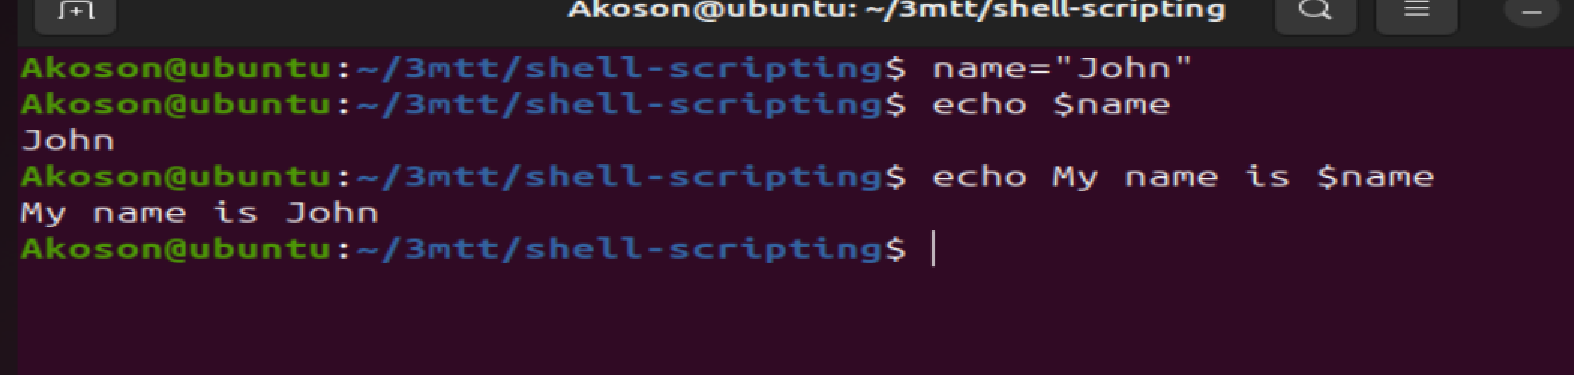 Akoson@ubuntu: ~/3mtt/shell-scripting
Akoson@ubuntu:~/3mtt/shell-scripting$ name="John"
Akoson@ubuntu:~/3mtt/shell-scripting$ echo $name
John
Akoson@ubuntu:~/3mtt/shell-scripting$ echo My name is $name
My name is John
Akoson@ubuntu:~/3mtt/shell-scripting$